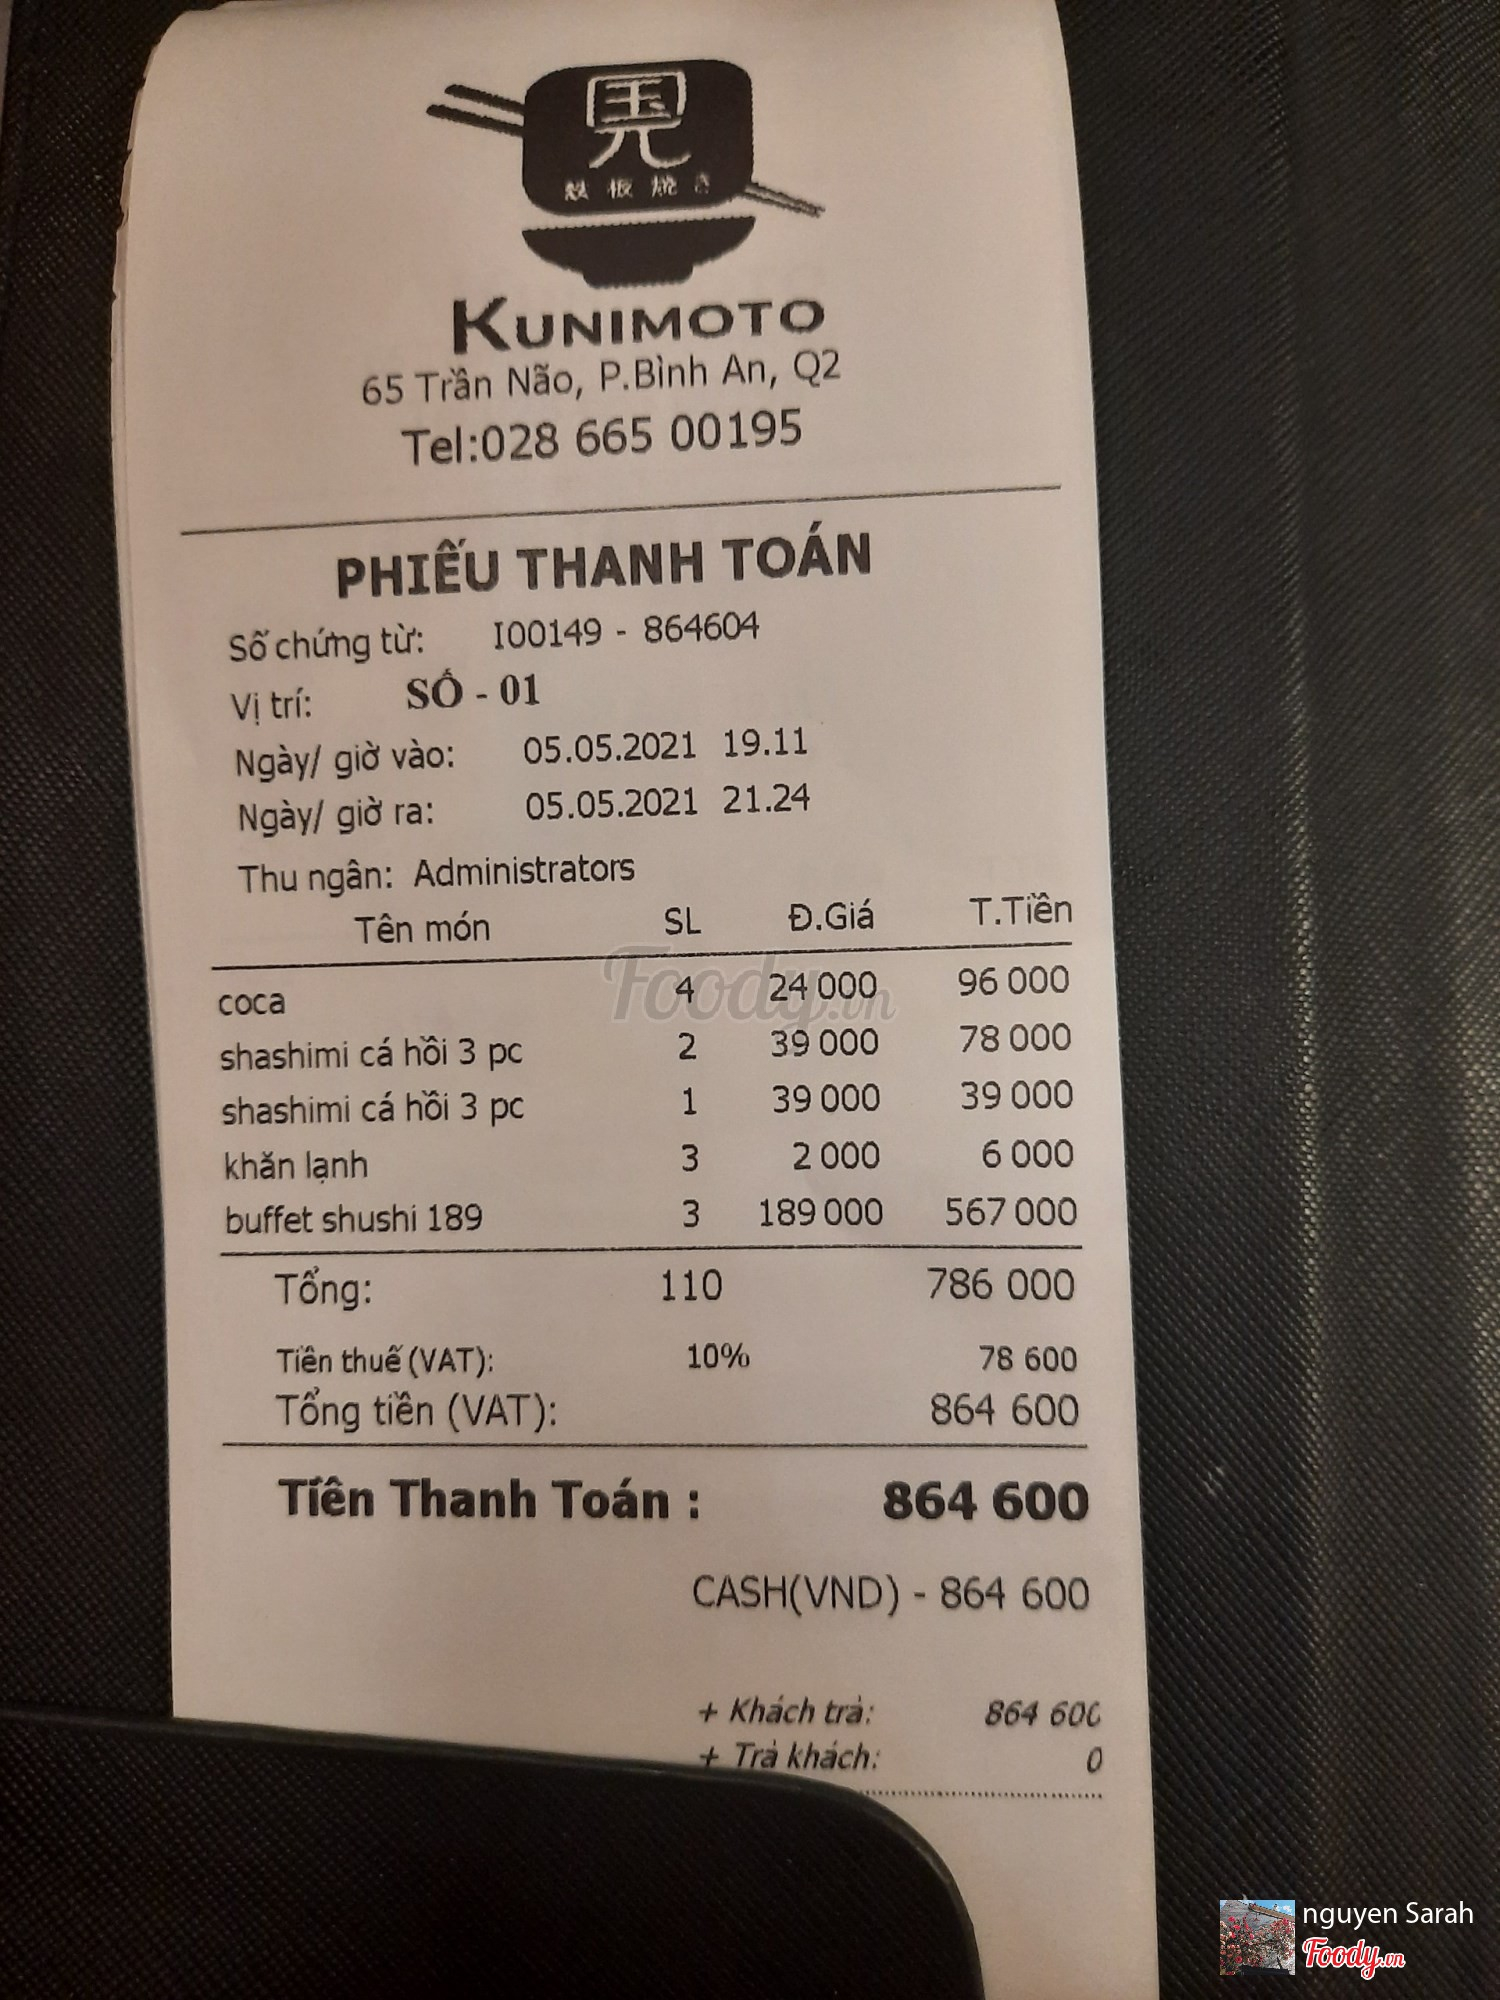 鉄板焼き
KUNIMOTO
65 Trần Não, P.Bình An, Q2
Tel:028 665 00195
PHIẾU THANH TOÁN
Số chứng từ: I00149 - 864604
Vị trí: SỐ - 01
Ngày/ giờ vào: 05.05.2021 19.11
Ngày/ giờ ra: 05.05.2021 21.24
Thu ngân: Administrators
Tên món SL Đ.Giá T.Tiền
coca 4 24 000 96 000
shashimi cá hồi 3 pc 2 39 000 78 000
shashimi cá hồi 3 pc 1 39 000 39 000
khăn lạnh 3 2 000 6 000
buffet shushi 189 3 189 000 567 000
Foody.vn
Tổng: 110 786 000
Tiền thuế (VAT): 10% 78 600
Tổng tiền (VAT): 864 600
Tiền Thanh Toán : 864 600
CASH(VND) - 864 600
+ Khách trả: 864 600
+ Trả khách: 0
nguyen Sarah
Foody.vn